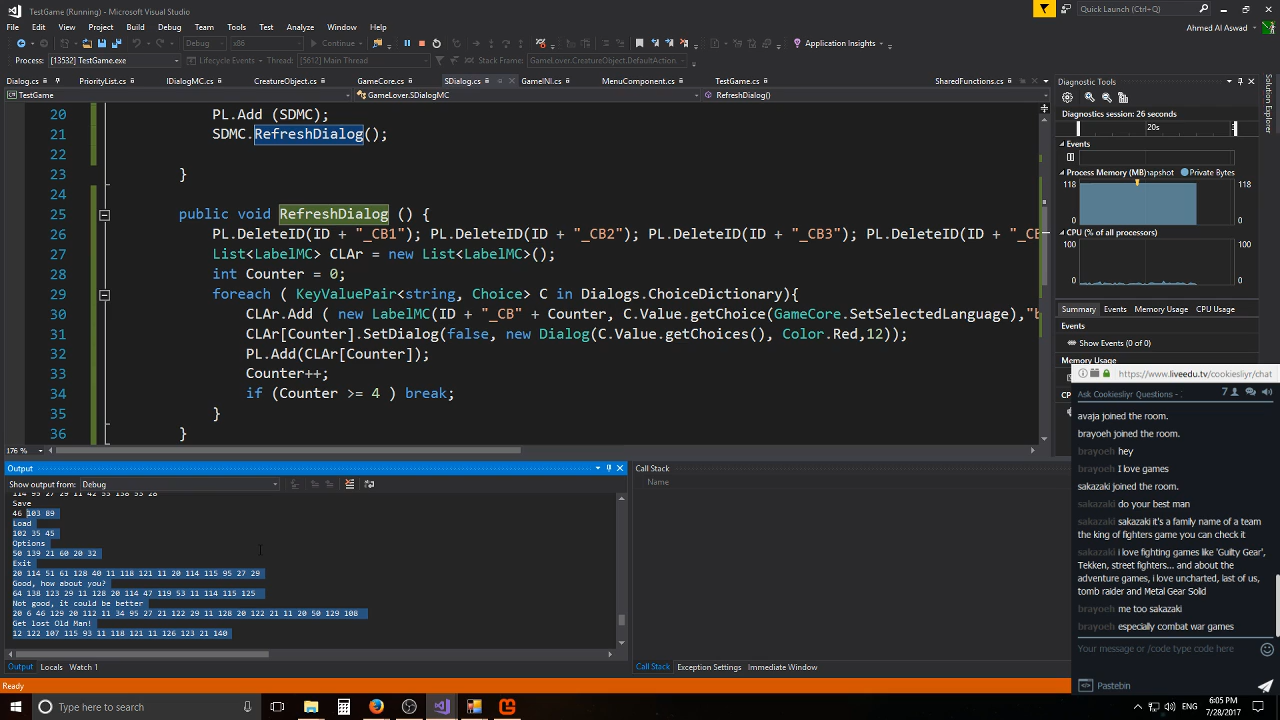 TestGame (Running) - Microsoft Visual Studio
Quick Launch (Ctrl+Q)
File Edit View Project Build Debug Team Tools Test Analyze Window Help
Ahmed Al Aswad
Debug x86 Continue Application Insights
Process: [13532] TestGame.exe Lifecycle Events Thread: [5612] Main Thread Stack Frame: GameLover.CreatureObject.DefaultAction
Dialog.cs PriorityList.cs IDialogMC.cs CreatureObject.cs GameCore.cs SDialog.cs GameINI.cs MenuComponent.cs TestGame.cs SharedFunctions.cs
TestGame GameLover.SDialogMC RefreshDialog()
20 PL.Add (SDMC);
21 SDMC.RefreshDialog();
22
23 }
24
25 public void RefreshDialog () {
26 PL.DeleteID(ID + "_CB1"); PL.DeleteID(ID + "_CB2"); PL.DeleteID(ID + "_CB3"); PL.DeleteID(ID + "_CB
27 List<LabelMC> CLAr = new List<LabelMC>();
28 int Counter = 0;
29 foreach ( KeyValuePair<string, Choice> C in Dialogs.ChoiceDictionary){
30 CLAr.Add ( new LabelMC(ID + "_CB" + Counter, C.Value.getChoice(GameCore.SetSelectedLanguage),"b
31 CLAr[Counter].SetDialog(false, new Dialog(C.Value.getChoices(), Color.Red,12));
32 PL.Add(CLAr[Counter]);
33 Counter++;
34 if (Counter >= 4 ) break;
35 }
36 }
176 %
Diagnostic Tools
Diagnostics session: 26 seconds
20s
Events
Process Memory (MB) Snapshot Private Bytes
118 118
0 0
CPU (% of all processors)
100 100
0 0
Summary Events Memory Usage CPU Usage
Events
Show Events (0 of 0)
Memory Usage
Solution Explorer
Output
Show output from: Debug
114 95 27 29 11 42 55 138 53 28
Save
46 103 89
Load
102 35 45
Options
50 139 21 60 20 32
Exit
20 114 51 61 128 40 11 118 121 11 20 114 115 95 27 29
Good, how about you?
64 138 123 29 11 128 20 114 47 119 53 11 114 115 125
Not good, it could be better
20 6 46 129 20 112 11 34 95 27 21 122 29 11 128 20 122 21 11 20 50 129 108
Get lost Old Man!
12 122 107 115 93 11 118 121 11 126 123 21 140
Output Locals Watch 1
Call Stack
Name
Call Stack Exception Settings Immediate Window
Ready
https://www.liveedu.tv/cookiesliyr/chat
Ask Cookiesliyr Questions - 7
avaja joined the room.
brayoeh joined the room.
brayoeh hey
brayoeh I love games
sakazaki joined the room.
sakazaki do your best man
sakazaki sakazaki it's a family name of a team
the king of fighters game you can check it
sakazaki i love fighting games like 'Guilty Gear',
Tekken, street fighters... and about the
adventure games, i love uncharted, last of us,
tomb raider and Metal Gear Solid
brayoeh me too sakazaki
brayoeh especially combat war games
Your message or /code type code here
Pastebin
Type here to search
ENG
6:05 PM
7/28/2017